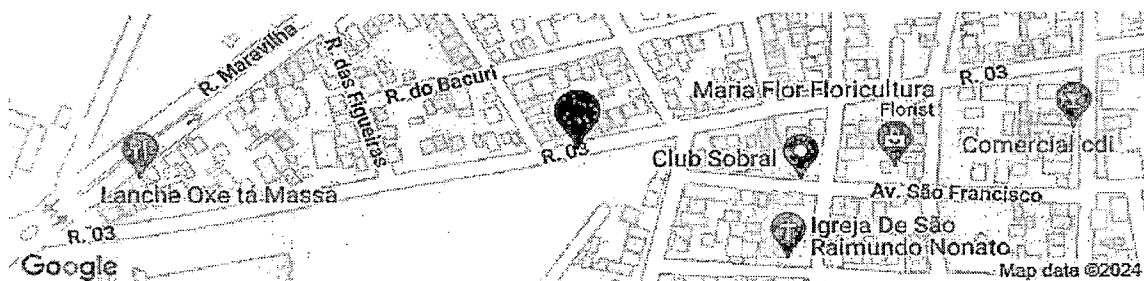 R. Maravilha
R. das Figueiras
R. do Bacuri
R. 03
Maria Flor Floricultura
Florist
R. 03
Club Sobral
Comercial cdi
Lanche Oxe tá Massa
Av. São Francisco
R. 03
Igreja De São
Raimundo Nonato
Google
Map data ©2024